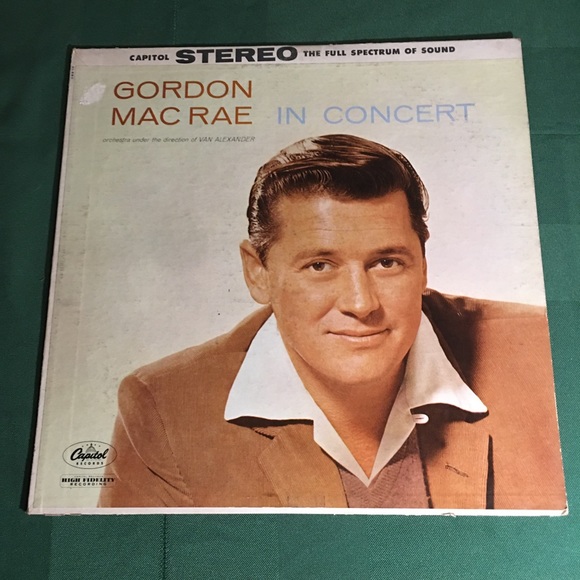 CAPITOL STEREO THE FULL SPECTRUM OF SOUND
GORDON
MAC RAE IN CONCERT
orchestra under the direction of VAN ALEXANDER
Capitol
RECORDS
HIGH FIDELITY
RECORDING